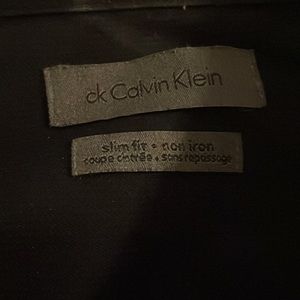 ck Calvin Klein
slim fit • non iron
coupe cintrée • sans repassage